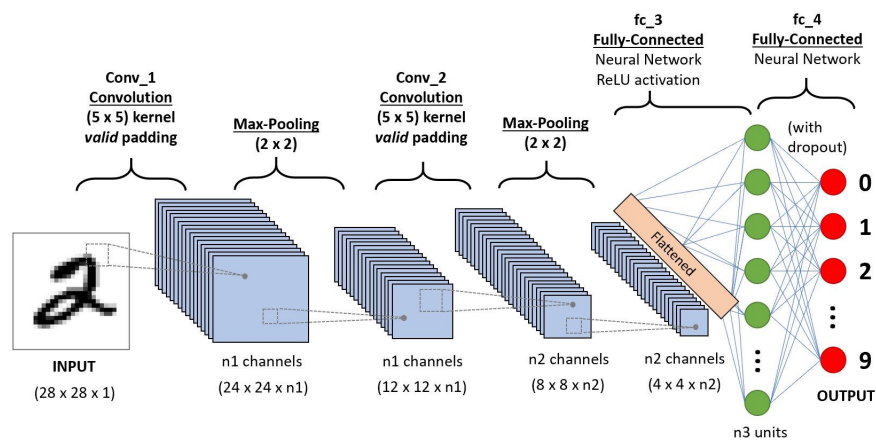 fc_3
Fully-Connected
Neural Network
ReLU activation
fc_4
Fully-Connected
Neural Network
Conv_1
Convolution
(5 x 5) kernel
valid padding
Max-Pooling
(2 x 2)
Conv_2
Convolution
(5 x 5) kernel
valid padding
Max-Pooling
(2 x 2)
(with
dropout)
Flattened
0
1
2
9
INPUT
(28 x 28 x 1)
n1 channels
(24 x 24 x n1)
n1 channels
(12 x 12 x n1)
n2 channels
(8 x 8 x n2)
n2 channels
(4 x 4 x n2)
OUTPUT
n3 units
2